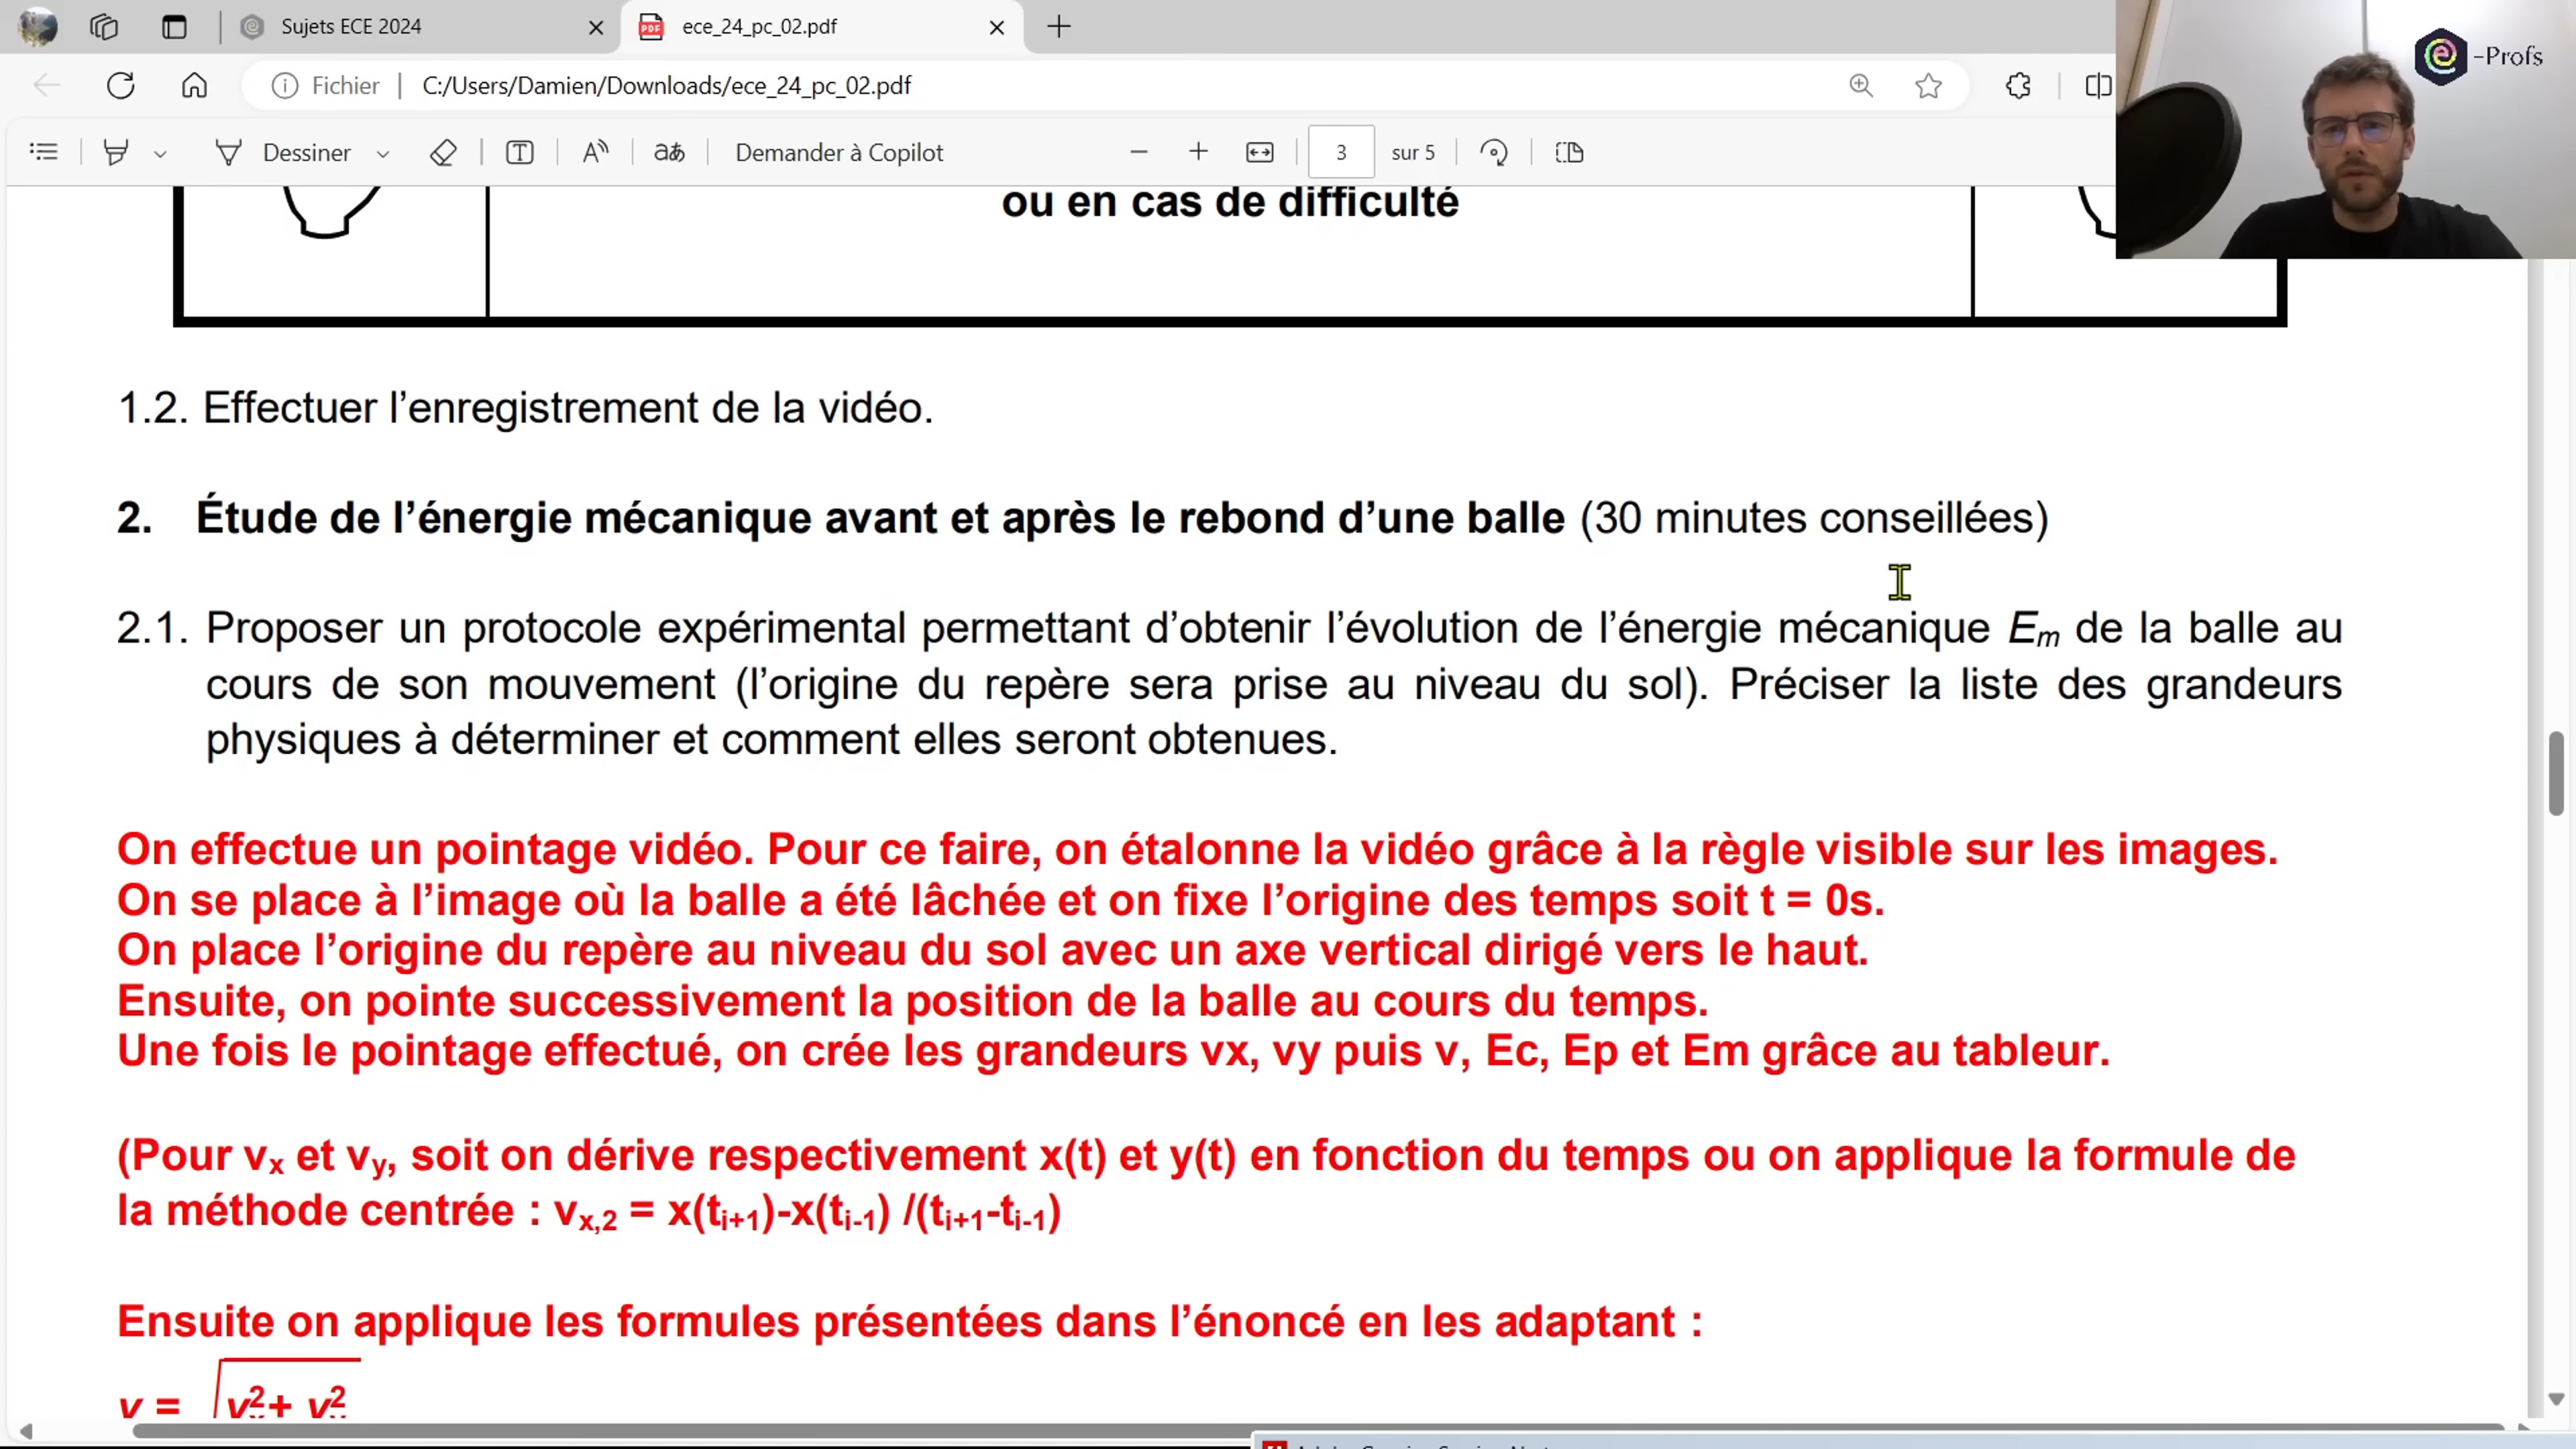 Sujets ECE 2024
PDF
ece_24_pc_02.pdf
e -Profs
Fichier
C:/Users/Damien/Downloads/ece_24_pc_02.pdf
Dessiner
Demander à Copilot
3
sur 5
ou en cas de difficulté
1.2. Effectuer l’enregistrement de la vidéo.
2. Étude de l’énergie mécanique avant et après le rebond d’une balle (30 minutes conseillées)
2.1. Proposer un protocole expérimental permettant d’obtenir l’évolution de l’énergie mécanique Em de la balle au
cours de son mouvement (l’origine du repère sera prise au niveau du sol). Préciser la liste des grandeurs
physiques à déterminer et comment elles seront obtenues.
On effectue un pointage vidéo. Pour ce faire, on étalonne la vidéo grâce à la règle visible sur les images.
On se place à l’image où la balle a été lâchée et on fixe l’origine des temps soit t = 0s.
On place l’origine du repère au niveau du sol avec un axe vertical dirigé vers le haut.
Ensuite, on pointe successivement la position de la balle au cours du temps.
Une fois le pointage effectué, on crée les grandeurs vx, vy puis v, Ec, Ep et Em grâce au tableur.
(Pour vx et vy, soit on dérive respectivement x(t) et y(t) en fonction du temps ou on applique la formule de
la méthode centrée : vx,2 = x(ti+1)-x(ti-1) /(ti+1-ti-1)
Ensuite on applique les formules présentées dans l’énoncé en les adaptant :
v = √v²+ v²